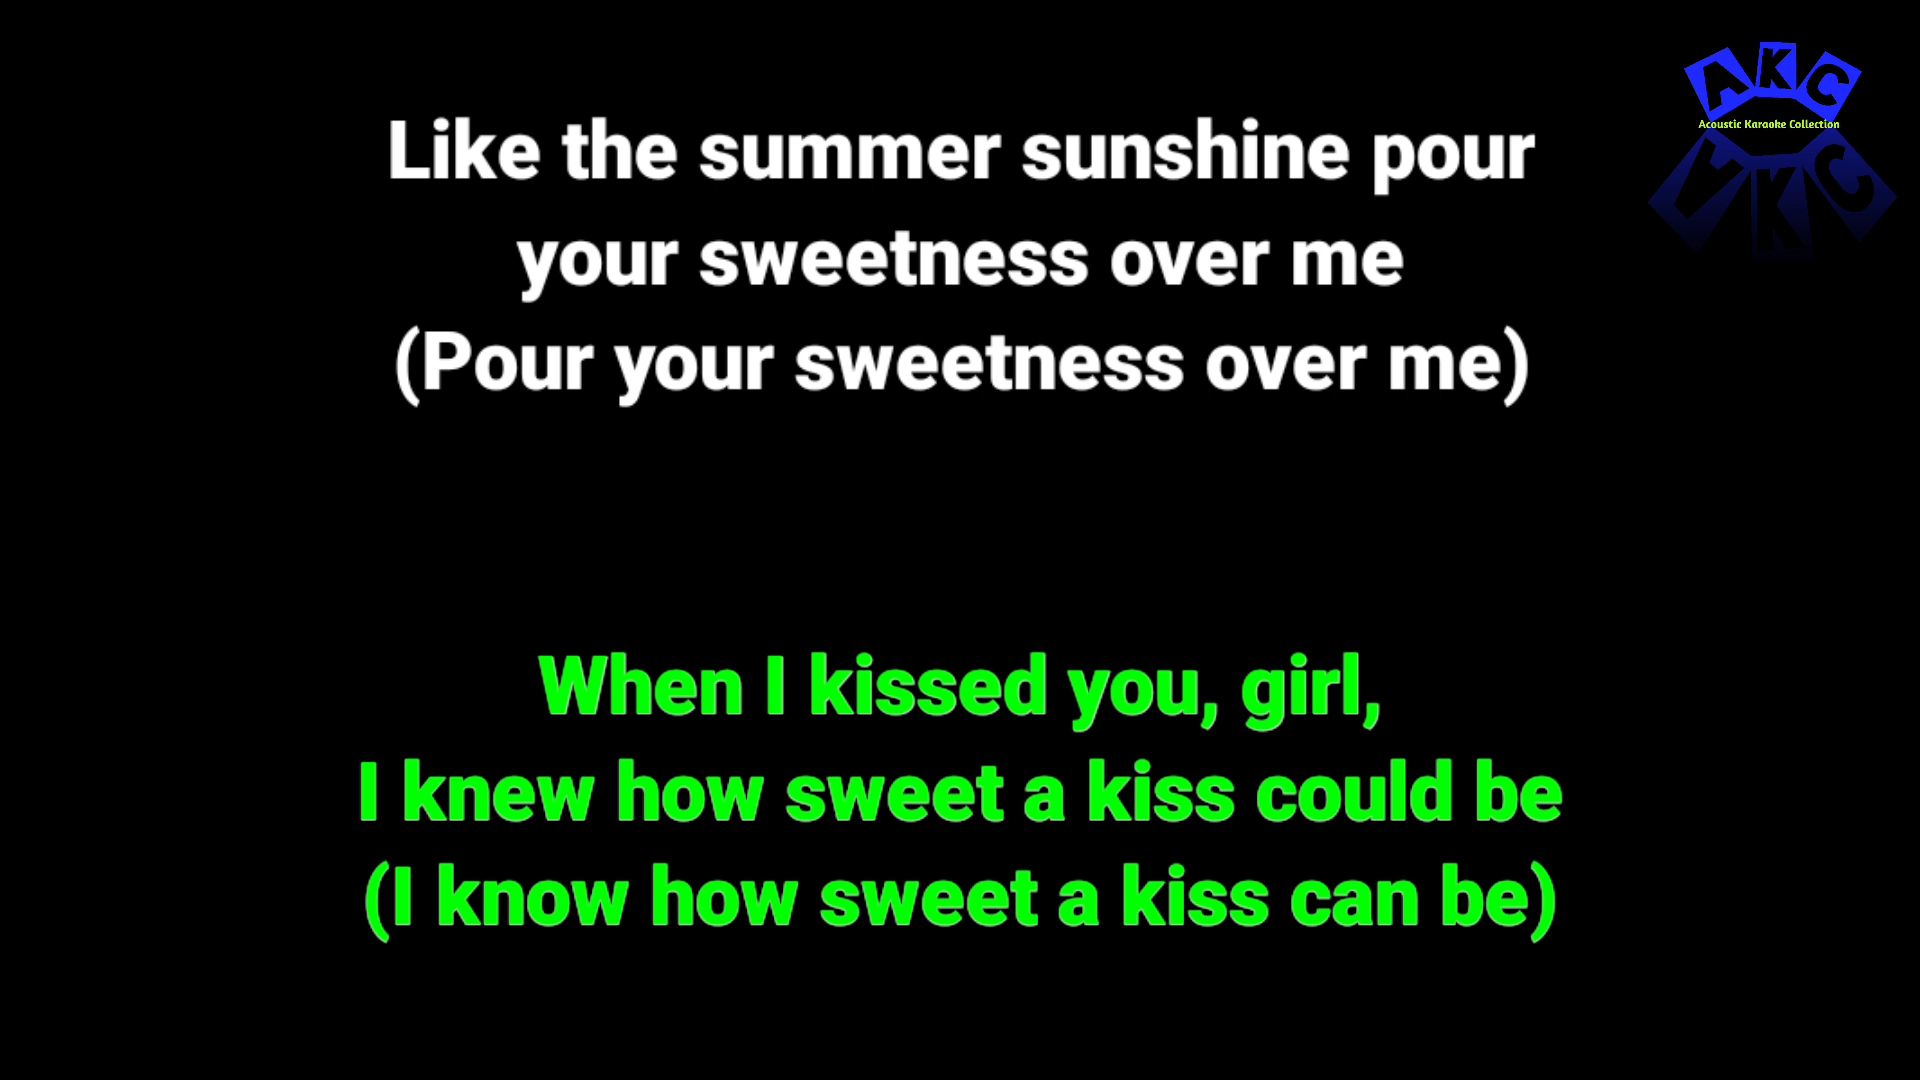 AKC
Acoustic Karaoke Collection
Like the summer sunshine pour
your sweetness over me
(Pour your sweetness over me)
When I kissed you, girl,
I knew how sweet a kiss could be
(I know how sweet a kiss can be)